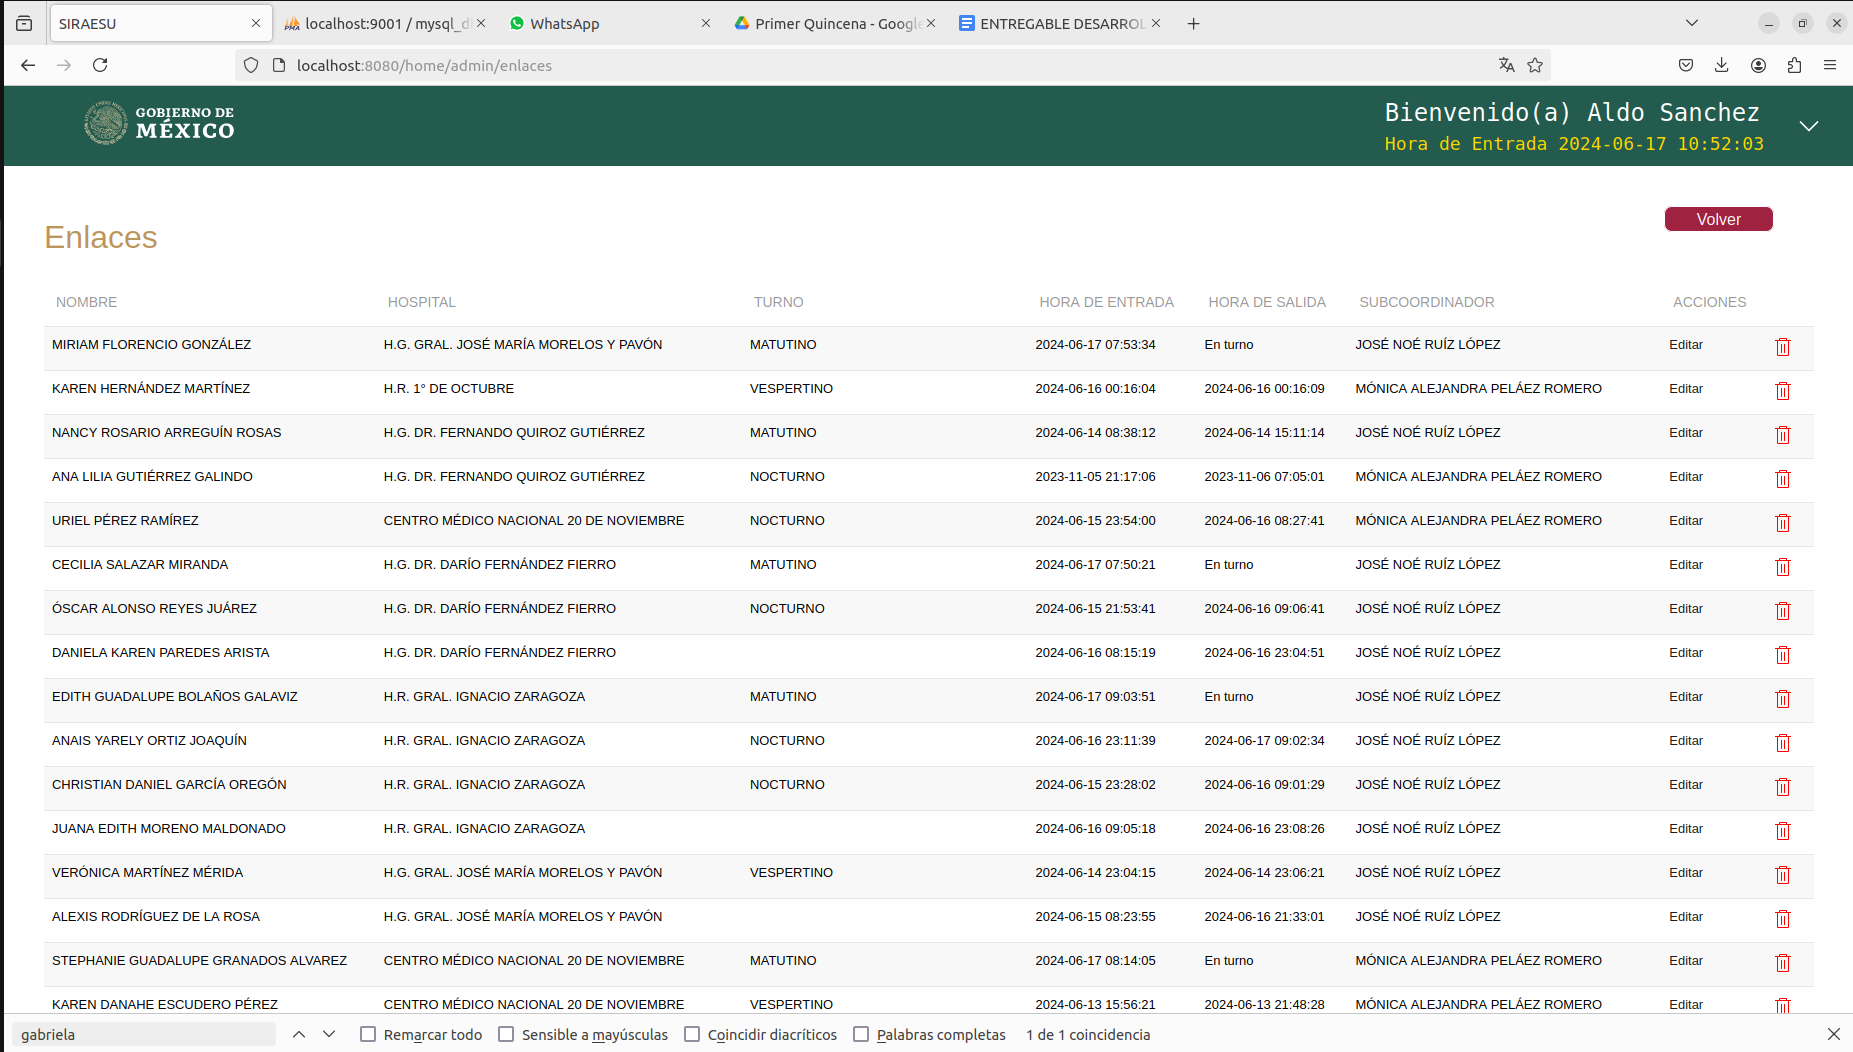 SIRAESU
localhost:9001 / mysql_d
WhatsApp
Primer Quincena - Google
ENTREGABLE DESARROL
localhost:8080/home/admin/enlaces
GOBIERNO DE
MÉXICO
Bienvenido(a) Aldo Sanchez
Hora de Entrada 2024-06-17 10:52:03
Volver
Enlaces
NOMBRE HOSPITAL TURNO HORA DE ENTRADA HORA DE SALIDA SUBCOORDINADOR ACCIONES
MIRIAM FLORENCIO GONZÁLEZ H.G. GRAL. JOSÉ MARÍA MORELOS Y PAVÓN MATUTINO 2024-06-17 07:53:34 En turno JOSÉ NOÉ RUÍZ LÓPEZ Editar
KAREN HERNÁNDEZ MARTÍNEZ H.R. 1° DE OCTUBRE VESPERTINO 2024-06-16 00:16:04 2024-06-16 00:16:09 MÓNICA ALEJANDRA PELÁEZ ROMERO Editar
NANCY ROSARIO ARREGUÍN ROSAS H.G. DR. FERNANDO QUIROZ GUTIÉRREZ MATUTINO 2024-06-14 08:38:12 2024-06-14 15:11:14 JOSÉ NOÉ RUÍZ LÓPEZ Editar
ANA LILIA GUTIÉRREZ GALINDO H.G. DR. FERNANDO QUIROZ GUTIÉRREZ NOCTURNO 2023-11-05 21:17:06 2023-11-06 07:05:01 MÓNICA ALEJANDRA PELÁEZ ROMERO Editar
URIEL PÉREZ RAMÍREZ CENTRO MÉDICO NACIONAL 20 DE NOVIEMBRE NOCTURNO 2024-06-15 23:54:00 2024-06-16 08:27:41 MÓNICA ALEJANDRA PELÁEZ ROMERO Editar
CECILIA SALAZAR MIRANDA H.G. DR. DARÍO FERNÁNDEZ FIERRO MATUTINO 2024-06-17 07:50:21 En turno JOSÉ NOÉ RUÍZ LÓPEZ Editar
ÓSCAR ALONSO REYES JUÁREZ H.G. DR. DARÍO FERNÁNDEZ FIERRO NOCTURNO 2024-06-15 21:53:41 2024-06-16 09:06:41 JOSÉ NOÉ RUÍZ LÓPEZ Editar
DANIELA KAREN PAREDES ARISTA H.G. DR. DARÍO FERNÁNDEZ FIERRO 2024-06-16 08:15:19 2024-06-16 23:04:51 JOSÉ NOÉ RUÍZ LÓPEZ Editar
EDITH GUADALUPE BOLAÑOS GALAVIZ H.R. GRAL. IGNACIO ZARAGOZA MATUTINO 2024-06-17 09:03:51 En turno JOSÉ NOÉ RUÍZ LÓPEZ Editar
ANAIS YARELY ORTIZ JOAQUÍN H.R. GRAL. IGNACIO ZARAGOZA NOCTURNO 2024-06-16 23:11:39 2024-06-17 09:02:34 JOSÉ NOÉ RUÍZ LÓPEZ Editar
CHRISTIAN DANIEL GARCÍA OREGÓN H.R. GRAL. IGNACIO ZARAGOZA NOCTURNO 2024-06-15 23:28:02 2024-06-16 09:01:29 JOSÉ NOÉ RUÍZ LÓPEZ Editar
JUANA EDITH MORENO MALDONADO H.R. GRAL. IGNACIO ZARAGOZA 2024-06-16 09:05:18 2024-06-16 23:08:26 JOSÉ NOÉ RUÍZ LÓPEZ Editar
VERÓNICA MARTÍNEZ MÉRIDA H.G. GRAL. JOSÉ MARÍA MORELOS Y PAVÓN VESPERTINO 2024-06-14 23:04:15 2024-06-14 23:06:21 JOSÉ NOÉ RUÍZ LÓPEZ Editar
ALEXIS RODRÍGUEZ DE LA ROSA H.G. GRAL. JOSÉ MARÍA MORELOS Y PAVÓN 2024-06-15 08:23:55 2024-06-16 21:33:01 JOSÉ NOÉ RUÍZ LÓPEZ Editar
STEPHANIE GUADALUPE GRANADOS ALVAREZ CENTRO MÉDICO NACIONAL 20 DE NOVIEMBRE MATUTINO 2024-06-17 08:14:05 En turno MÓNICA ALEJANDRA PELÁEZ ROMERO Editar
KAREN DANAHE ESCUDERO PÉREZ CENTRO MÉDICO NACIONAL 20 DE NOVIEMBRE VESPERTINO 2024-06-13 15:56:21 2024-06-13 21:48:28 MÓNICA ALEJANDRA PELÁEZ ROMERO Editar
gabriela Remarcar todo Sensible a mayúsculas Coincidir diacríticos Palabras completas 1 de 1 coincidencia